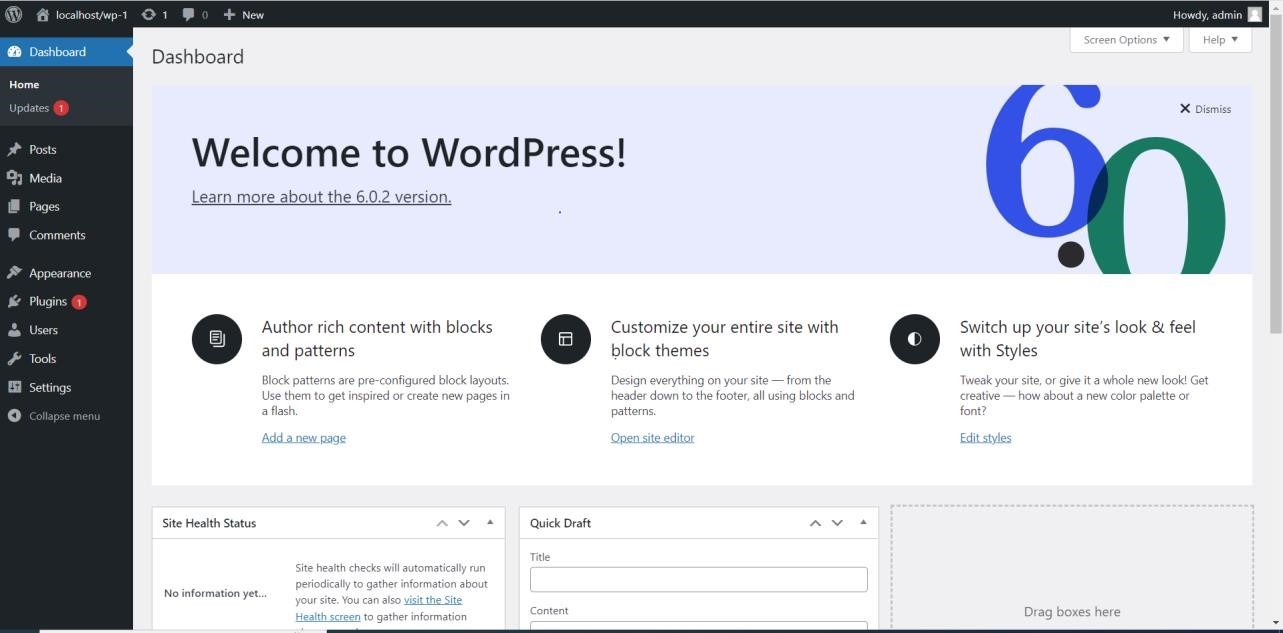 localhost/wp-1
1
0
New
Howdy, admin
Dashboard
Home
Updates 1
Posts
Media
Pages
Comments
Appearance
Plugins 1
Users
Tools
Settings
Collapse menu
Screen Options
Help
Dashboard
Dismiss
6.0
Welcome to WordPress!
Learn more about the 6.0.2 version.
Author rich content with blocks
and patterns
Block patterns are pre-configured block layouts.
Use them to get inspired or create new pages in
a flash.
Add a new page
Customize your entire site with
block themes
Design everything on your site — from the
header down to the footer, all using blocks and
patterns.
Open site editor
Switch up your site’s look & feel
with Styles
Tweak your site, or give it a whole new look! Get
creative — how about a new color palette or
font?
Edit styles
Site Health Status
No information yet...
Site health checks will automatically run
periodically to gather information about
your site. You can also visit the Site
Health screen to gather information
Quick Draft
Title
Content
Drag boxes here